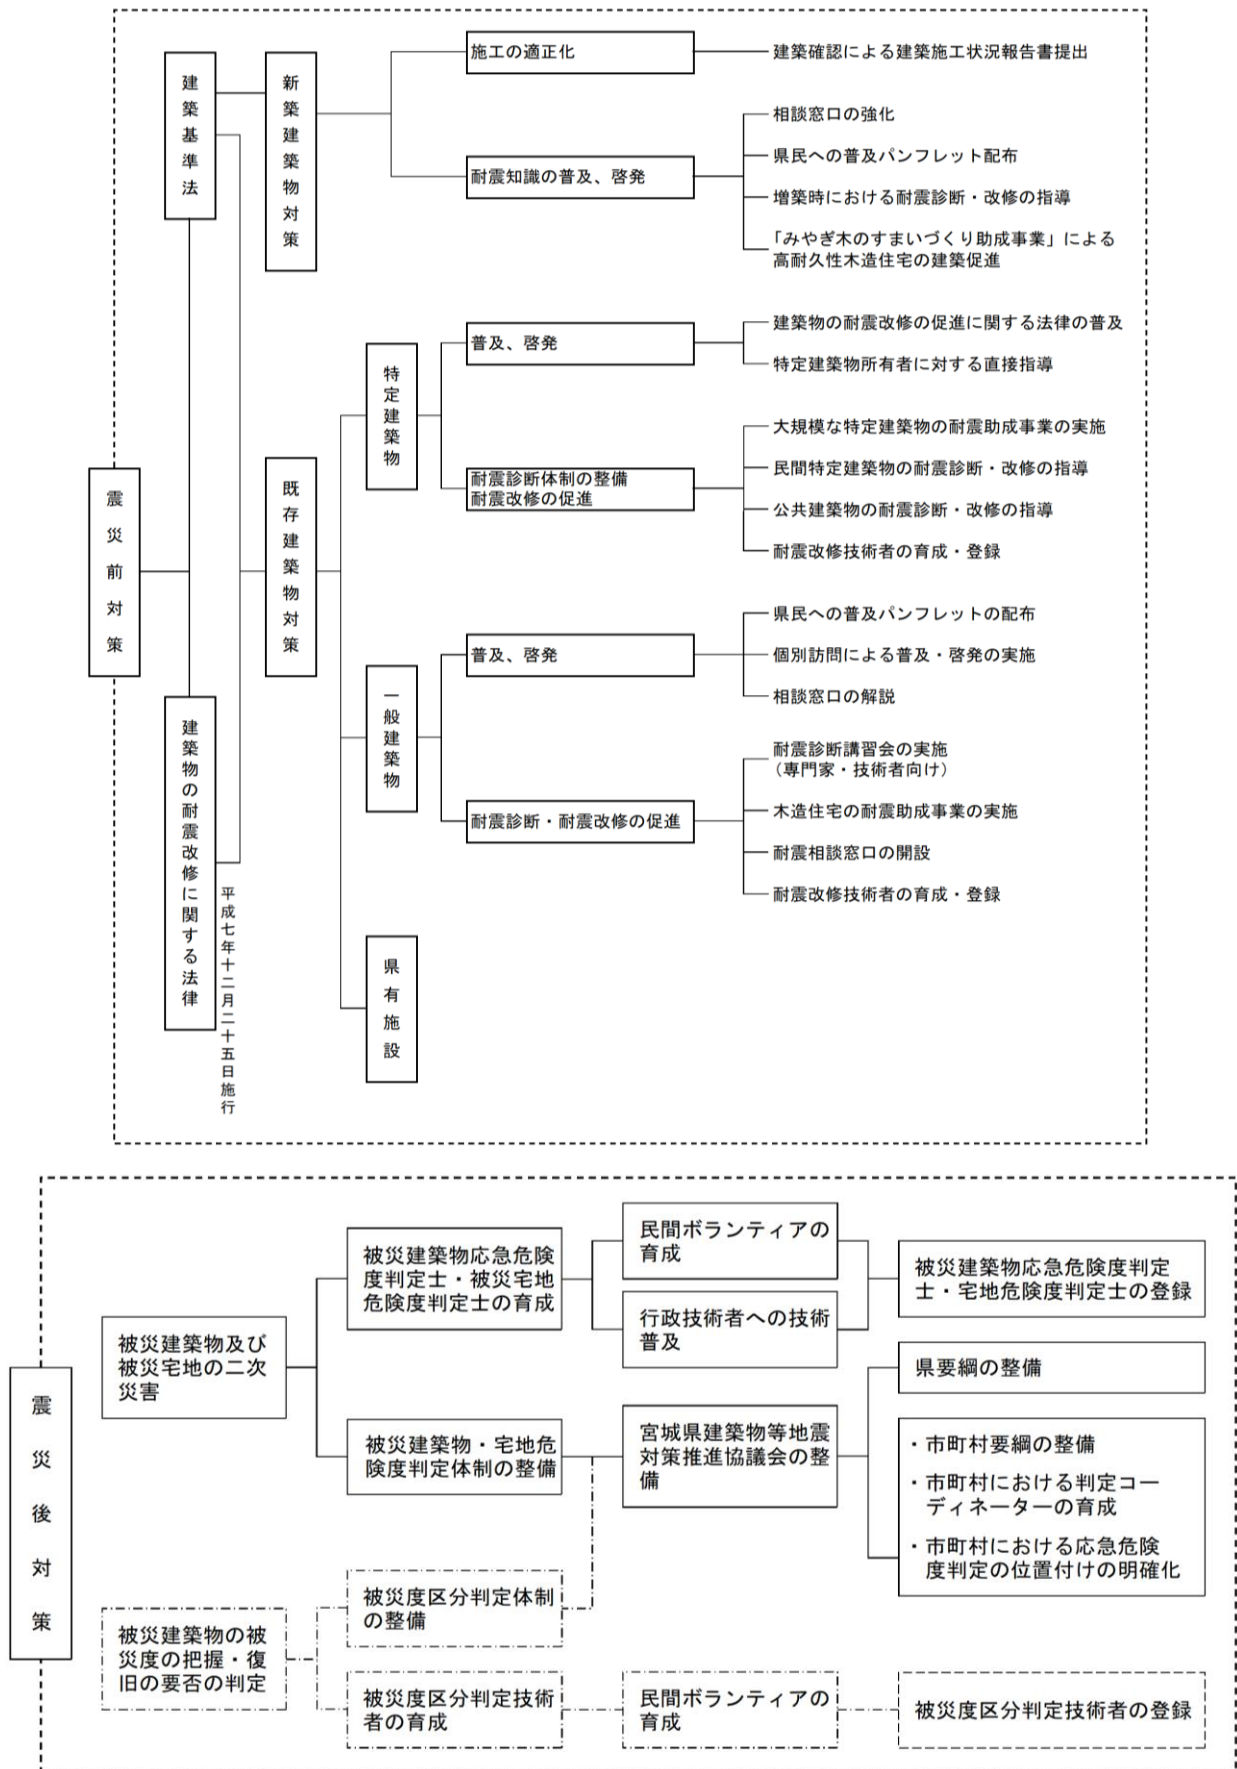 震災前対策
建築基準法
建築物の耐震改修に関する法律
平成七年十二月二十五日施行
新築建築物対策
施工の適正化
建築確認による建築施工状況報告書提出
耐震知識の普及、啓発
相談窓口の強化
県民への普及パンフレット配布
増築時における耐震診断・改修の指導
「みやぎ木のすまいづくり助成事業」による
高耐久性木造住宅の建築促進
既存建築物対策
特定建築物
普及、啓発
建築物の耐震改修の促進に関する法律の普及
特定建築物所有者に対する直接指導
耐震診断体制の整備
耐震改修の促進
大規模な特定建築物の耐震助成事業の実施
民間特定建築物の耐震診断・改修の指導
公共建築物の耐震診断・改修の指導
耐震改修技術者の育成・登録
一般建築物
普及、啓発
県民への普及パンフレットの配布
個別訪問による普及・啓発の実施
相談窓口の解説
耐震診断・耐震改修の促進
耐震診断講習会の実施
（専門家・技術者向け）
木造住宅の耐震助成事業の実施
耐震相談窓口の開設
耐震改修技術者の育成・登録
県有施設
震災後対策
被災建築物及び
被災宅地の二次
災害
被災建築物応急危険
度判定士・被災宅地
危険度判定士の育成
民間ボランティアの
育成
行政技術者への技術
普及
被災建築物応急危険度判定
士・宅地危険度判定士の登録
被災建築物・宅地危
険度判定体制の整備
宮城県建築物等地震
対策推進協議会の整
備
県要綱の整備
・市町村要綱の整備
・市町村における判定コー
ディネーターの育成
・市町村における応急危険
度判定の位置付けの明確化
被災建築物の被
災度の把握・復
旧の要否の判定
被災度区分判定体制
の整備
被災度区分判定技術
者の育成
民間ボランティアの
育成
被災度区分判定技術者の登録